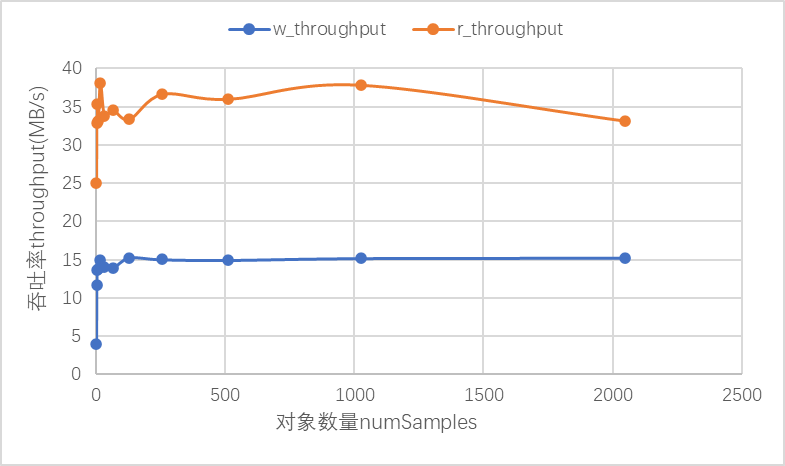 w_throughput r_throughput
40
35
30
25
20
15
10
5
0
吞吐率throughput(MB/s)
0 500 1000 1500 2000 2500
对象数量numSamples